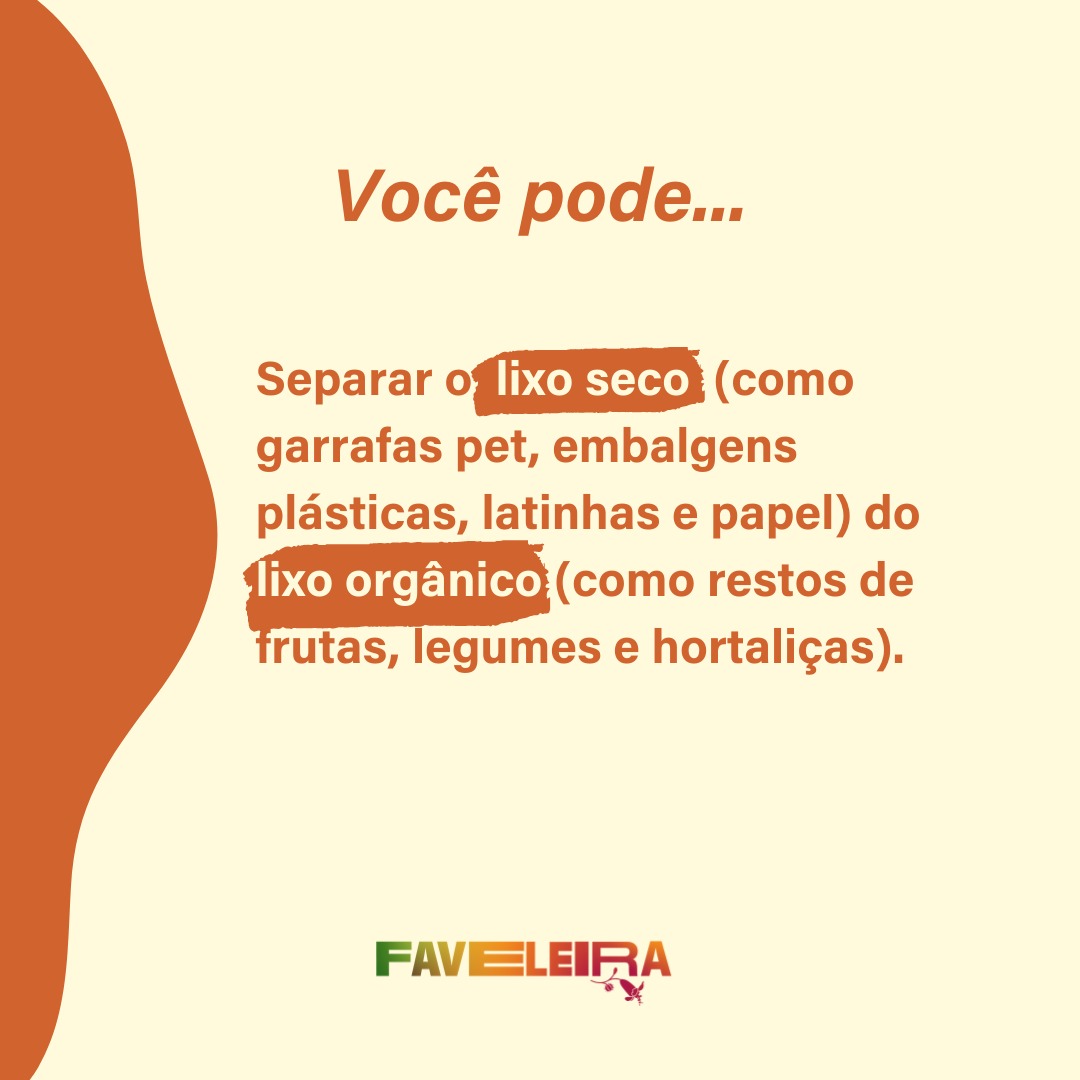 Você pode...
Separar o lixo seco (como
garrafas pet, embalgens
plásticas, latinhas e papel) do
lixo orgânico (como restos de
frutas, legumes e hortaliças).
FAVELEIRA